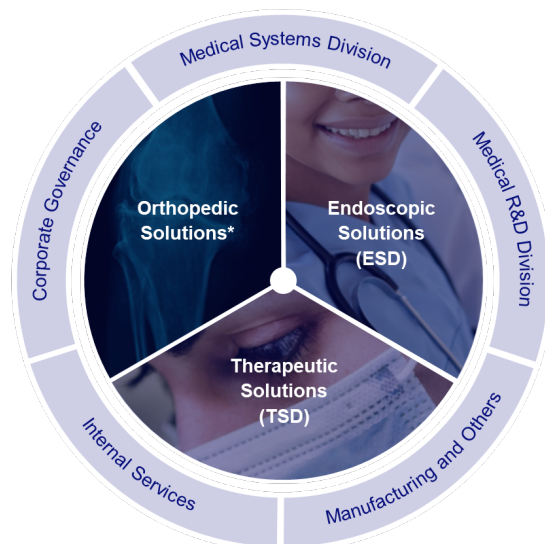 Medical Systems Division
Corporate Governance
Medical R&D Division
Orthopedic
Solutions*
Endoscopic
Solutions
(ESD)
Therapeutic
Solutions
(TSD)
Internal Services
Manufacturing and Others